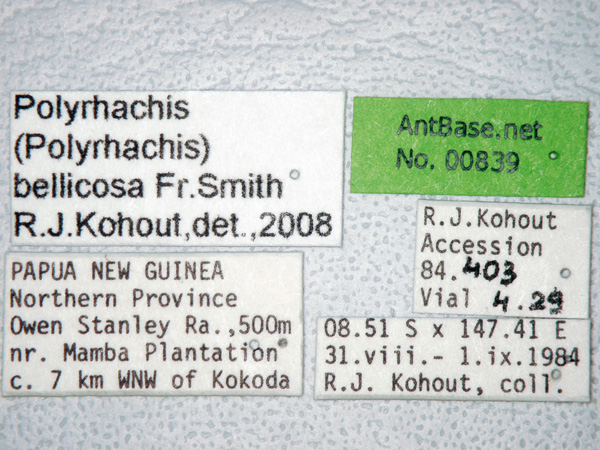 Polyrhachis
(Polyrhachis)
bellicosa Fr.Smith
R.J.Kohout,det.,2008
AntBase.net
No. 00839
R.J.Kohout
Accession
84.403
Vial 4.29
PAPUA NEW GUINEA
Northern Province
Owen Stanley Ra.,500m
nr. Mamba Plantation
c. 7 km WNW of Kokoda
08.51 S x 147.41 E
31.viii.- 1.ix.1984
R.J. Kohout, coll.